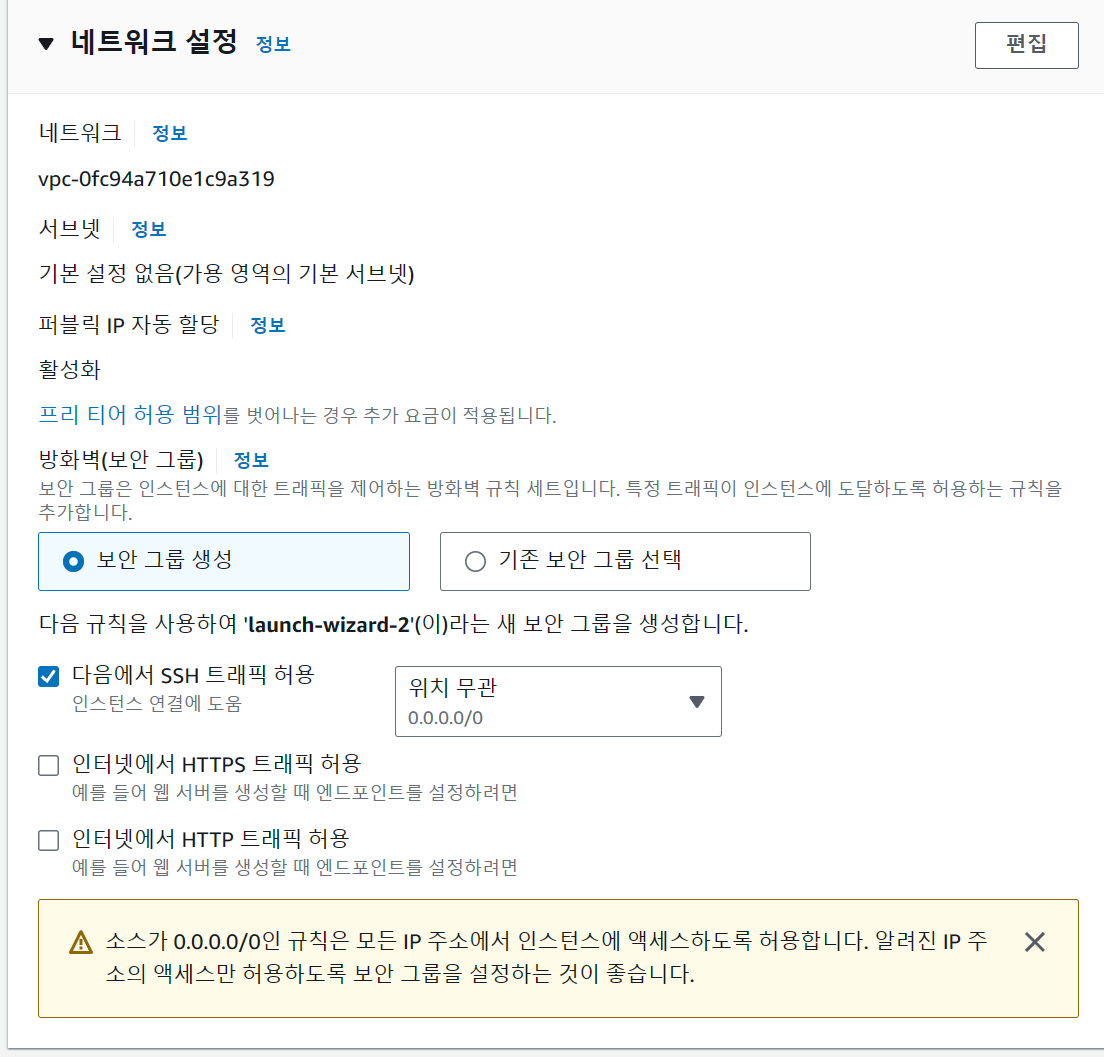 네트워크 설정 정보
편집
네트워크 정보
vpc-0fc94a710e1c9a319
서브넷 정보
기본 설정 없음(가용 영역의 기본 서브넷)
퍼블릭 IP 자동 할당 정보
활성화
프리 티어 허용 범위를 벗어나는 경우 추가 요금이 적용됩니다.
방화벽(보안 그룹) 정보
보안 그룹은 인스턴스에 대한 트래픽을 제어하는 방화벽 규칙 세트입니다. 특정 트래픽이 인스턴스에 도달하도록 허용하는 규칙을
추가합니다.
보안 그룹 생성
기존 보안 그룹 선택
다음 규칙을 사용하여 'launch-wizard-2'(이)라는 새 보안 그룹을 생성합니다.
다음에서 SSH 트래픽 허용
인스턴스 연결에 도움
위치 무관
0.0.0.0/0
인터넷에서 HTTPS 트래픽 허용
예를 들어 웹 서버를 생성할 때 엔드포인트를 설정하려면
인터넷에서 HTTP 트래픽 허용
예를 들어 웹 서버를 생성할 때 엔드포인트를 설정하려면
소스가 0.0.0.0/0인 규칙은 모든 IP 주소에서 인스턴스에 액세스하도록 허용합니다. 알려진 IP 주
소의 액세스만 허용하도록 보안 그룹을 설정하는 것이 좋습니다.